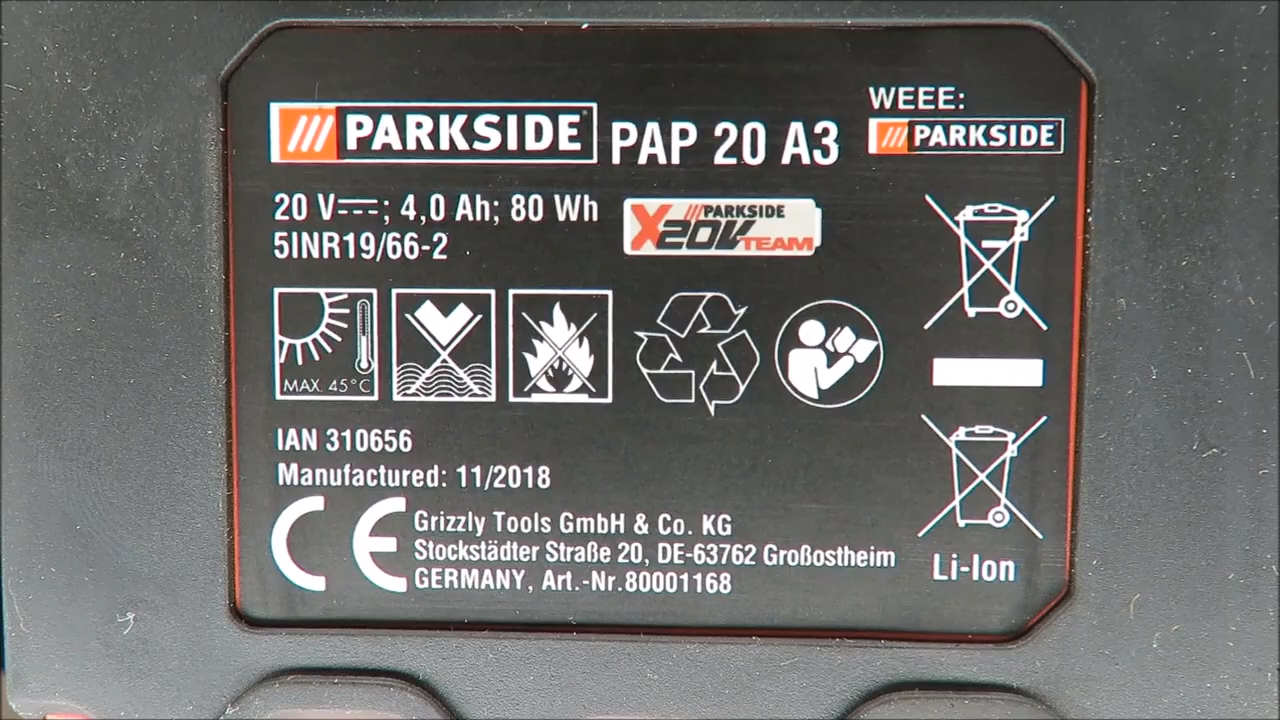 PARKSIDE PAP 20 A3
WEEE:
PARKSIDE
20 V; 4,0 Ah; 80 Wh
5INR19/66-2
PARKSIDE
X20V TEAM
MAX. 45°C
IAN 310656
Manufactured: 11/2018
CE
Grizzly Tools GmbH & Co. KG
Stockstädter Straße 20, DE-63762 Großostheim
GERMANY, Art.-Nr.80001168
Li-Ion